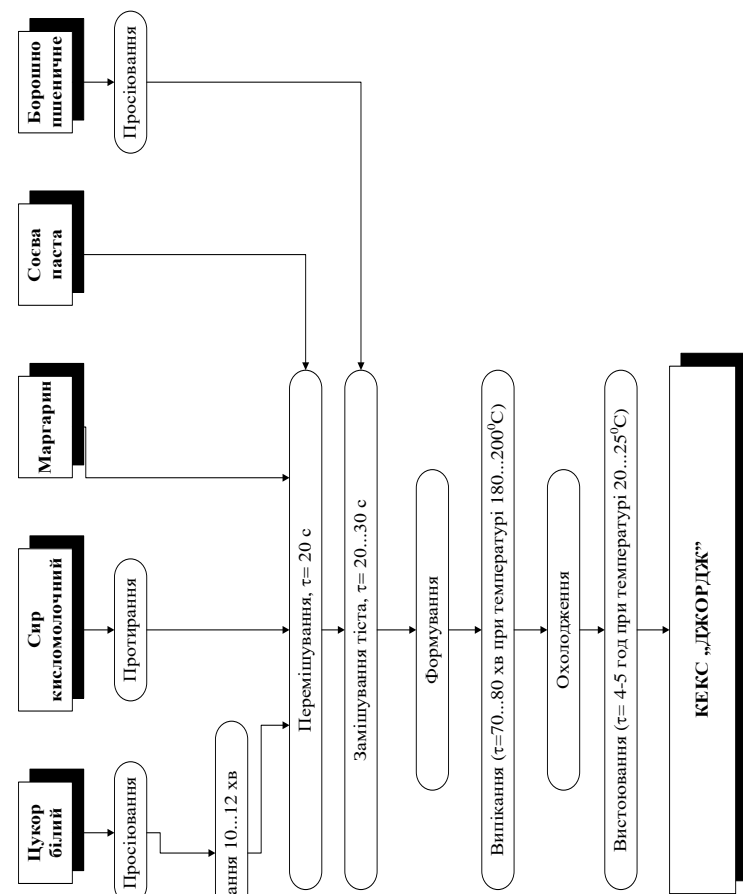 Цукор
білий
Сир
кисломолочний
Маргарин
Соєва
паста
Борошно
пшеничне
Просіювання
Протирання
Просіювання
10...12 хв
Перемішування, τ= 20 с
Замішування тіста, τ= 20...30 с
Формування
Випікання (τ=70...80 хв при температурі 180...200⁰С)
Охолодження
Вистоювання (τ= 4-5 год при температурі 20...25⁰С)
КЕКС „ДЖОРДЖ”